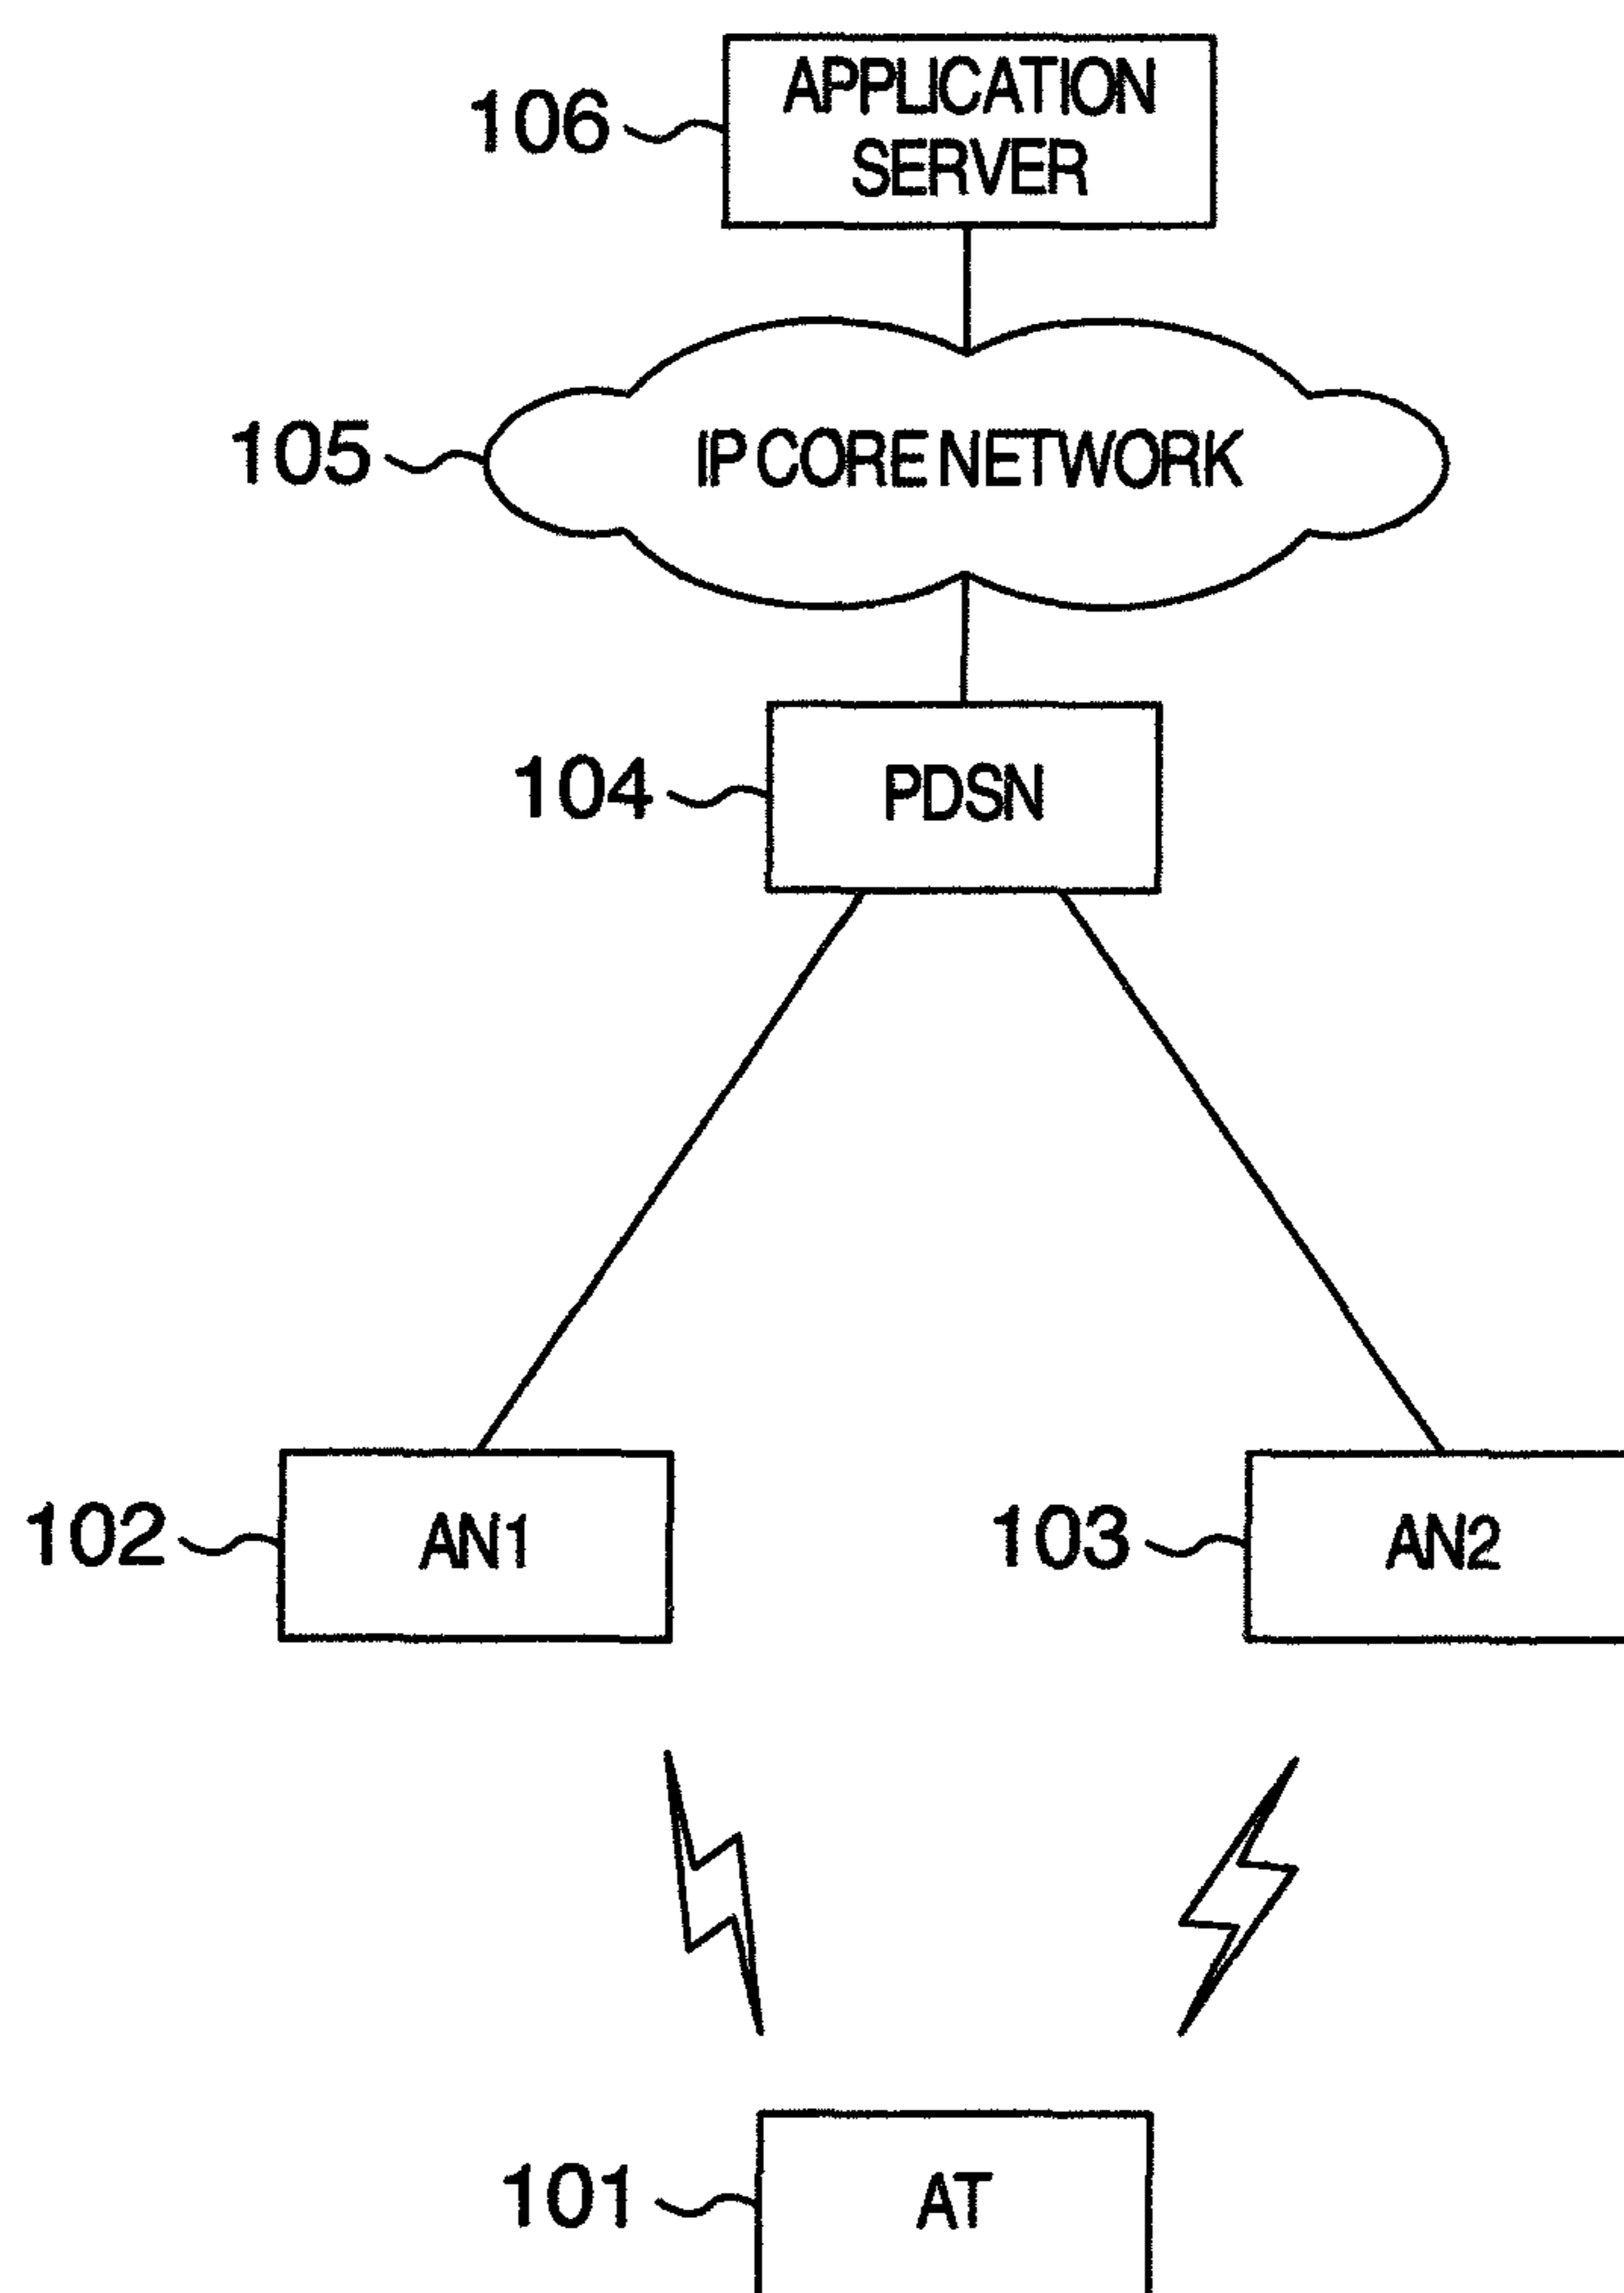 APPLICATION
SERVER
106
IP CORE NETWORK
105
PDSN
104
AN1
102
AN2
103
AT
101